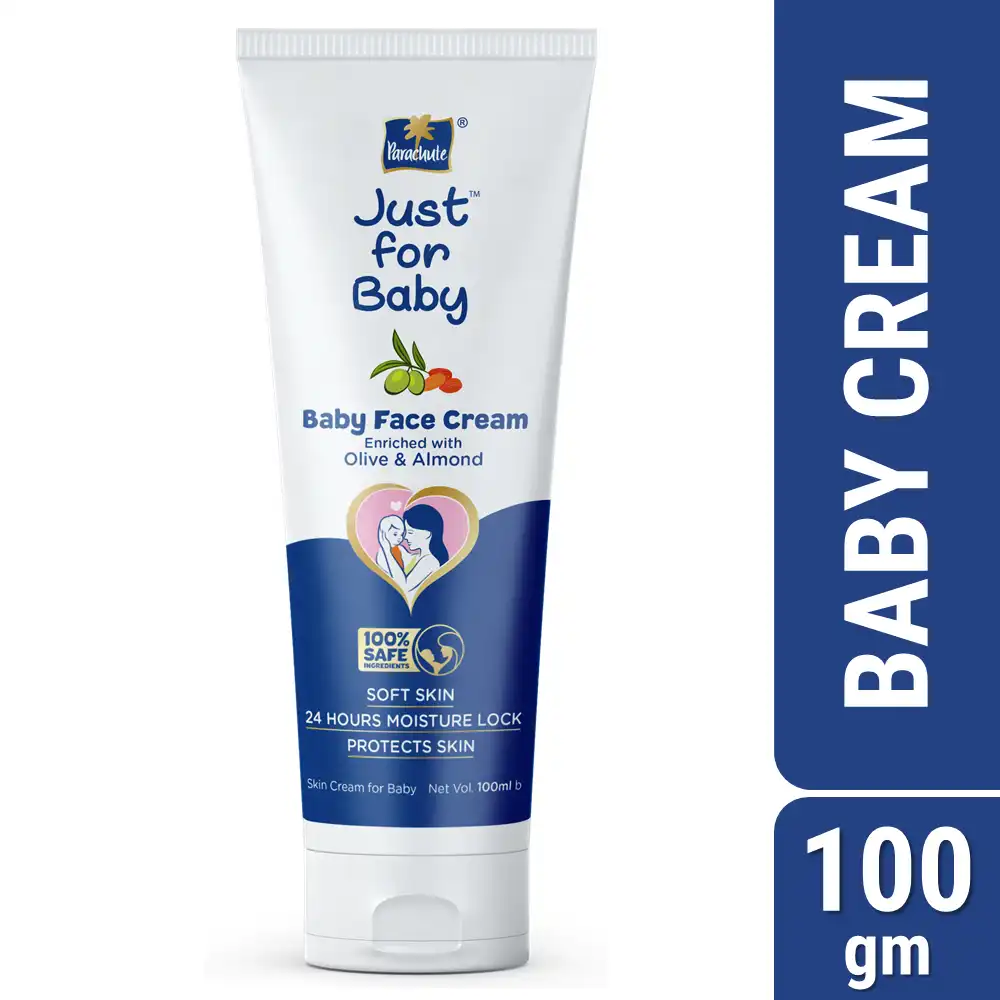 Parachute ®
Just™
for
Baby
Baby Face Cream
Enriched with
Olive & Almond
100%
SAFE
INGREDIENTS
SOFT SKIN
24 HOURS MOISTURE LOCK
PROTECTS SKIN
Skin Cream for Baby Net Vol. 100ml b
BABY CREAM
100
gm